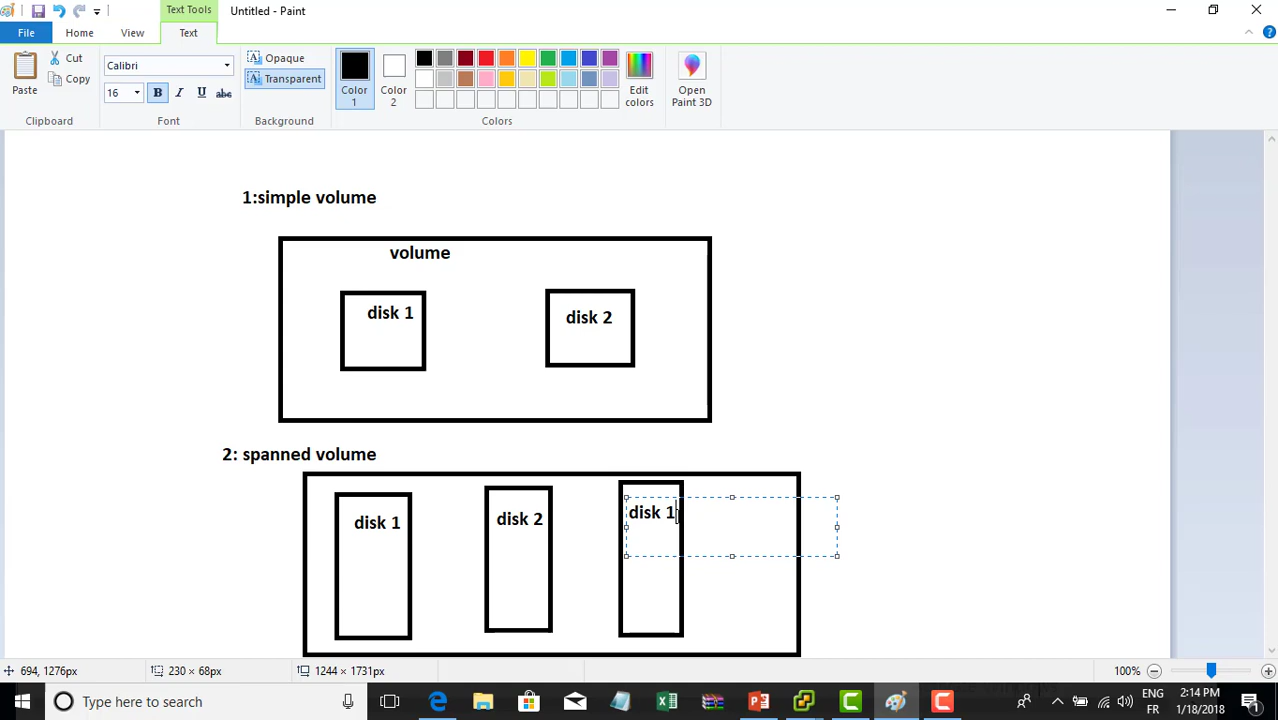 Text Tools
Untitled - Paint
File
Home
View
Text
Paste
Cut
Copy
Clipboard
Calibri
16
B
I
U
abc
Font
Opaque
Transparent
Background
Color 1
Color 2
Edit colors
Colors
Open Paint 3D
1:simple volume
volume
disk 1
disk 2
2: spanned volume
disk 1
disk 2
disk 1
694, 1276px
230 × 68px
1244 × 1731px
100%
Type here to search
ENG
FR
2:14 PM
1/18/2018
1